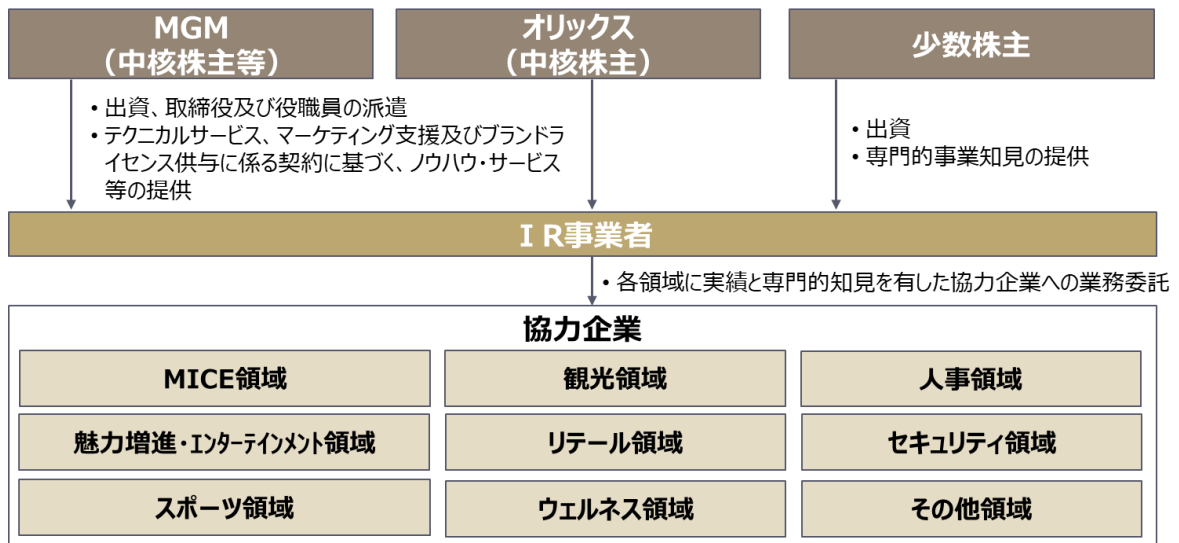 MGM
（中核株主等）
オリックス
（中核株主）
少数株主
• 出資、取締役及び役職員の派遣
• テクニカルサービス、マーケティング支援及びブランドラ
イセンス供与に係る契約に基づく、ノウハウ・サービス
等の提供
• 出資
• 専門的事業知見の提供
ＩＲ事業者
• 各領域に実績と専門的知見を有した協力企業への業務委託
協力企業
MICE領域
観光領域
人事領域
魅力増進・エンターテインメント領域
リテール領域
セキュリティ領域
スポーツ領域
ウェルネス領域
その他領域